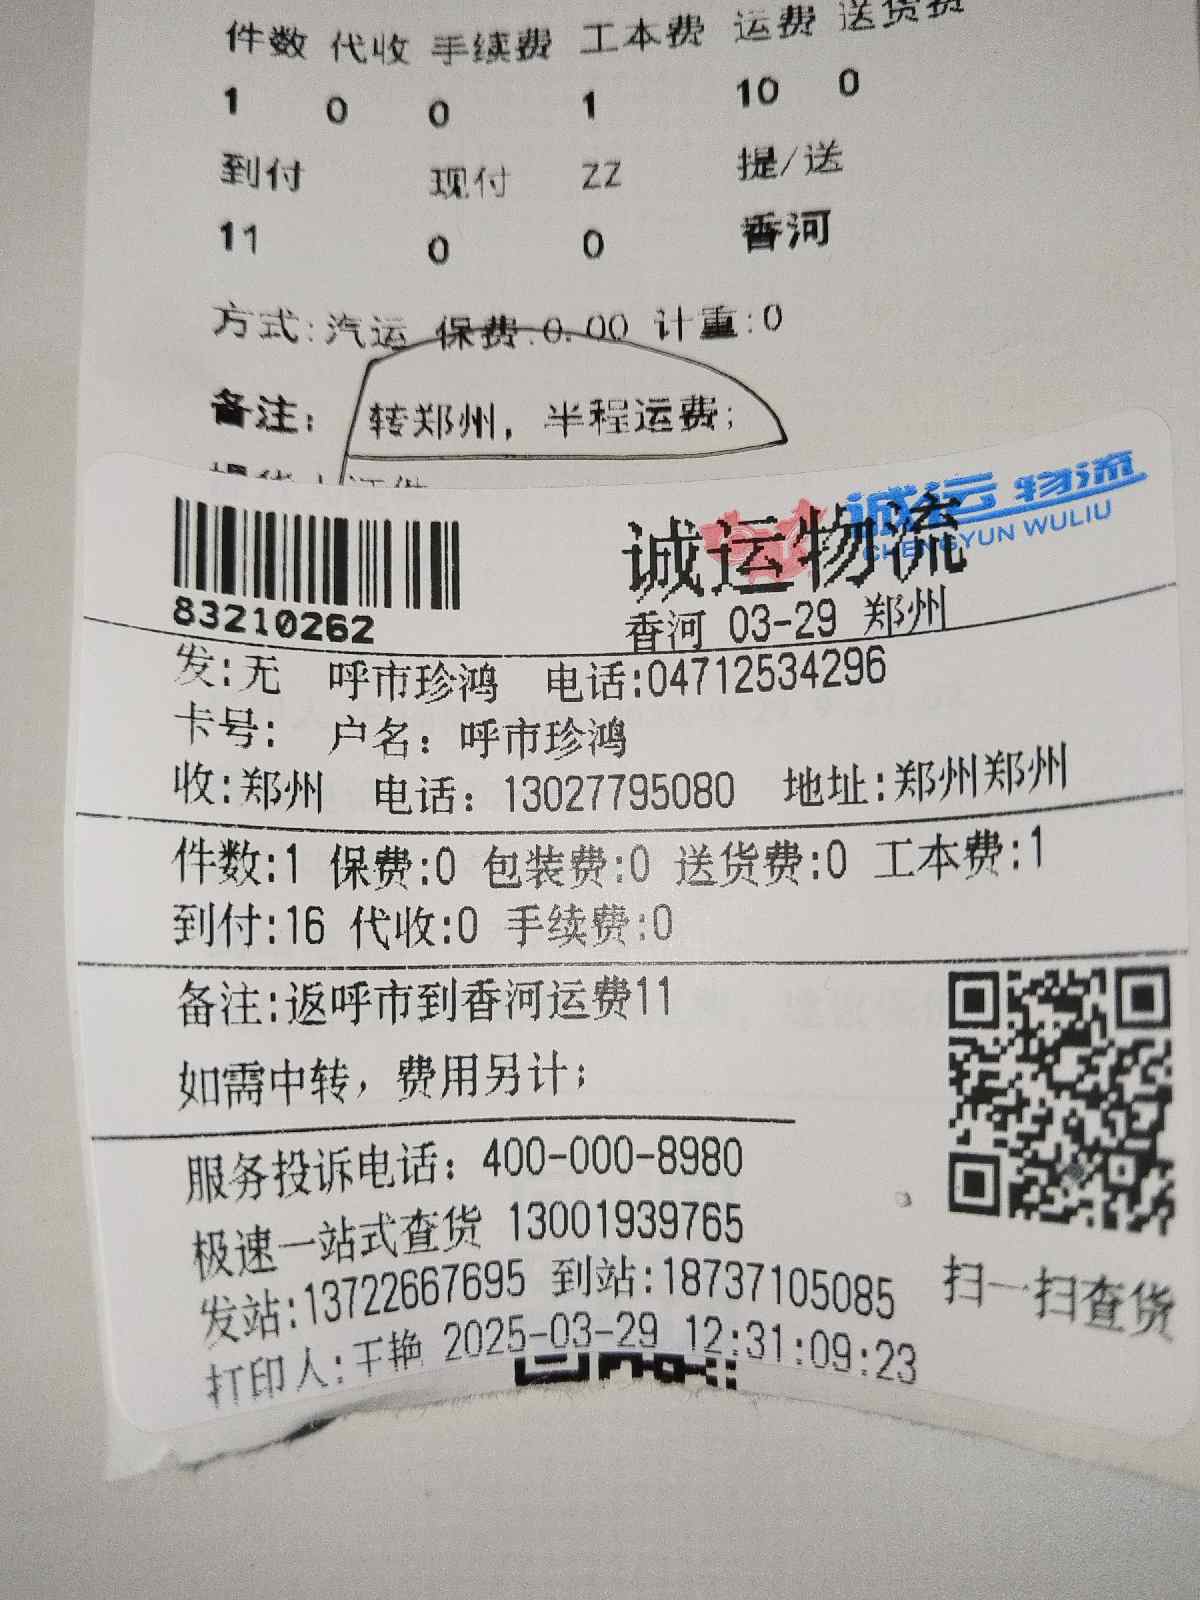 件数 代收 手续费 工本费 运费 送货费
1 0 0 1 10 0
到付 现付 ZZ 提/送
11 0 0 香河
方式:汽运 保费:0.00 计重:0
备注: 转郑州, 半程运费;
诚运物流
CHENGYUN WULIU
诚运物流
83210262
香河 03-29 郑州
发:无 呼市珍鸿 电话:04712534296
卡号: 户名: 呼市珍鸿
收:郑州 电话: 13027795080 地址:郑州郑州
件数:1 保费:0 包装费:0 送货费:0 工本费:1
到付:16 代收:0 手续费:0
备注:返呼市到香河运费11
如需中转, 费用另计;
服务投诉电话: 400-000-8980
极速一站式查货 13001939765
发站:13722667695 到站:18737105085
扫一扫查货
打印人:王艳 2025-03-29 12:31:09:23